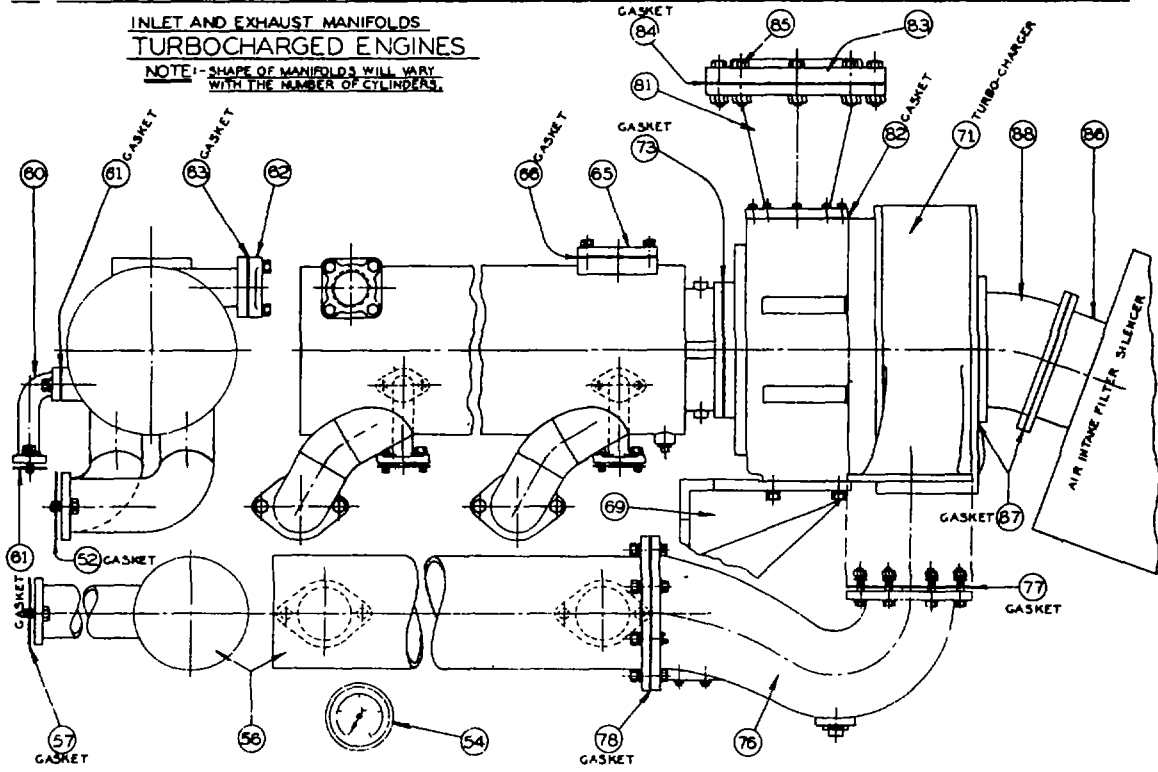 INLET AND EXHAUST MANIFOLDS
TURBOCHARGED ENGINES
NOTE:- SHAPE OF MANIFOLDS WILL VARY
WITH THE NUMBER OF CYLINDERS.
GASKET
84
85
83
81
GASKET
73
82 GASKET
71 TURBO-CHARGER
88
86
60
61 GASKET
63 GASKET
62
66 GASKET
65
AIR INTAKE FILTER SILENCER
69
GASKET 87
61
52 GASKET
GASKET
77
GASKET
57
GASKET
56
54
78
GASKET
76